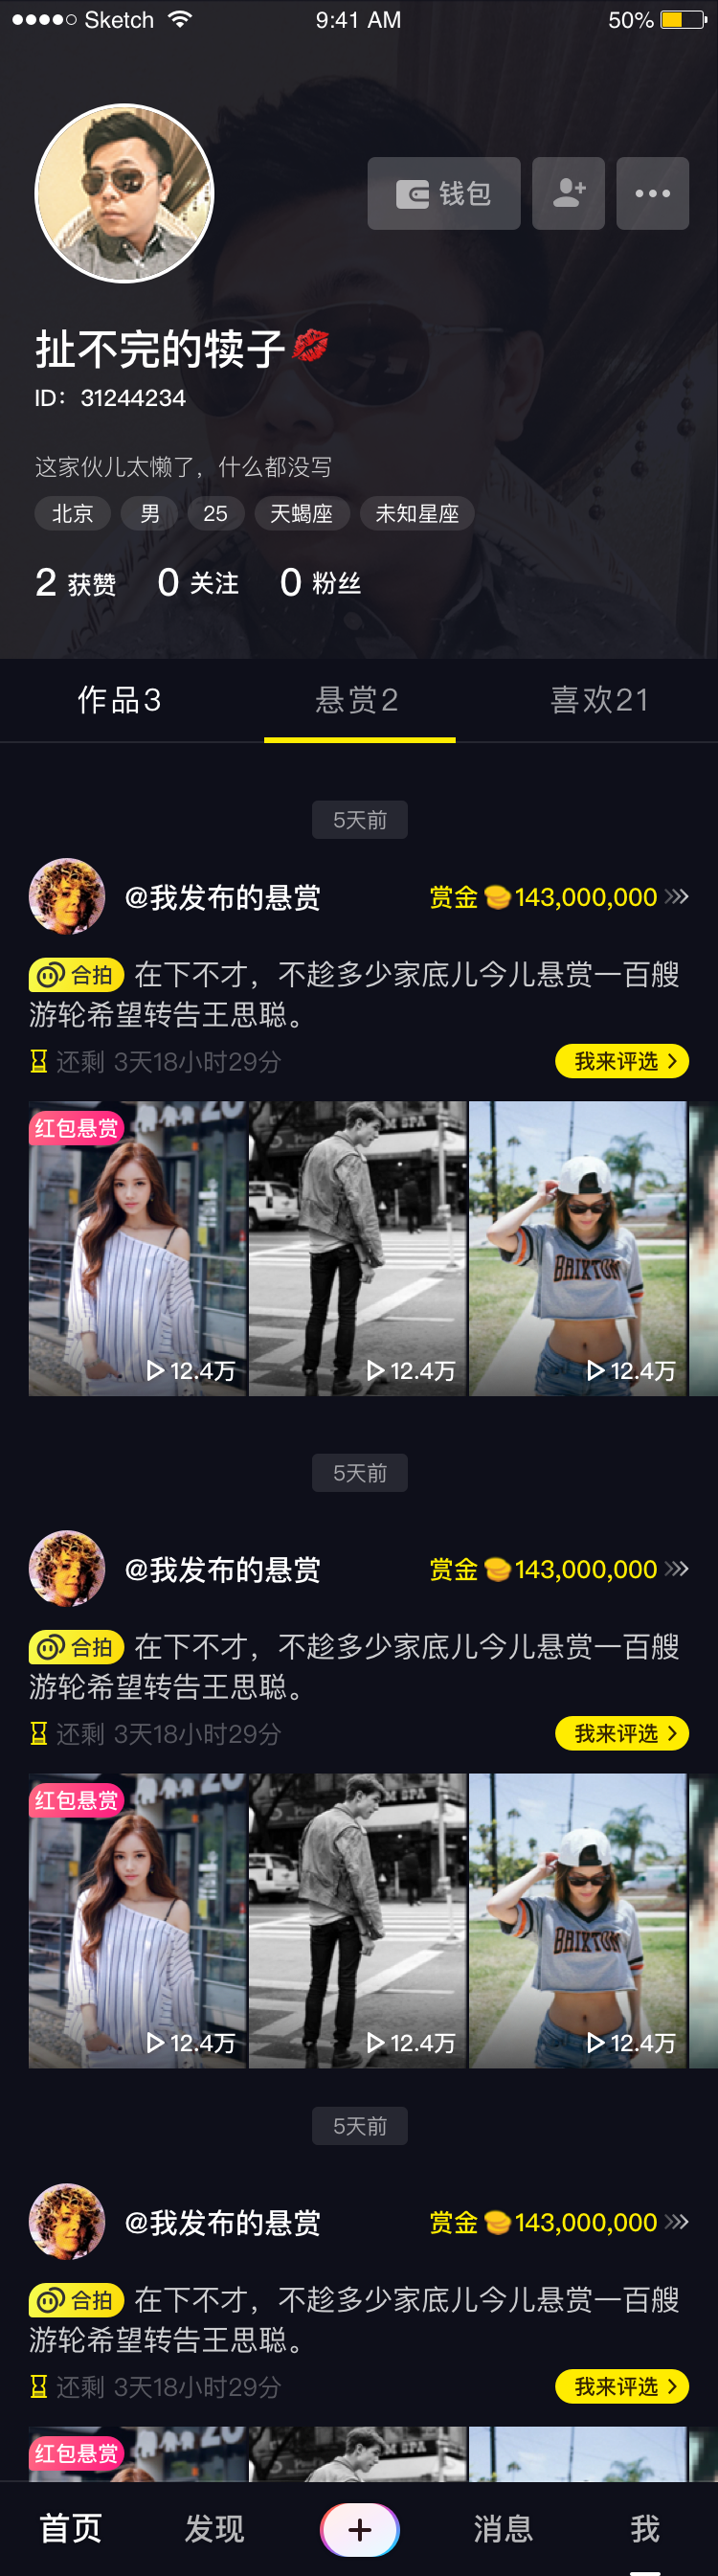 Sketch 9:41 AM 50%
钱包
扯不完的犊子
ID：31244234
这家伙儿太懒了，什么都没写
北京 男 25 天蝎座 未知星座
2 获赞 0 关注 0 粉丝
作品3 悬赏2 喜欢21
5天前
@我发布的悬赏 赏金 143,000,000
合拍 在下不才，不趁多少家底儿今儿悬赏一百艘
游轮希望转告王思聪。
还剩 3天18小时29分 我来评选
红包悬赏
BRIXTON
12.4万 12.4万 12.4万
5天前
@我发布的悬赏 赏金 143,000,000
合拍 在下不才，不趁多少家底儿今儿悬赏一百艘
游轮希望转告王思聪。
还剩 3天18小时29分 我来评选
红包悬赏
BRIXTON
12.4万 12.4万 12.4万
5天前
@我发布的悬赏 赏金 143,000,000
合拍 在下不才，不趁多少家底儿今儿悬赏一百艘
游轮希望转告王思聪。
还剩 3天18小时29分 我来评选
红包悬赏
首页 发现 消息 我